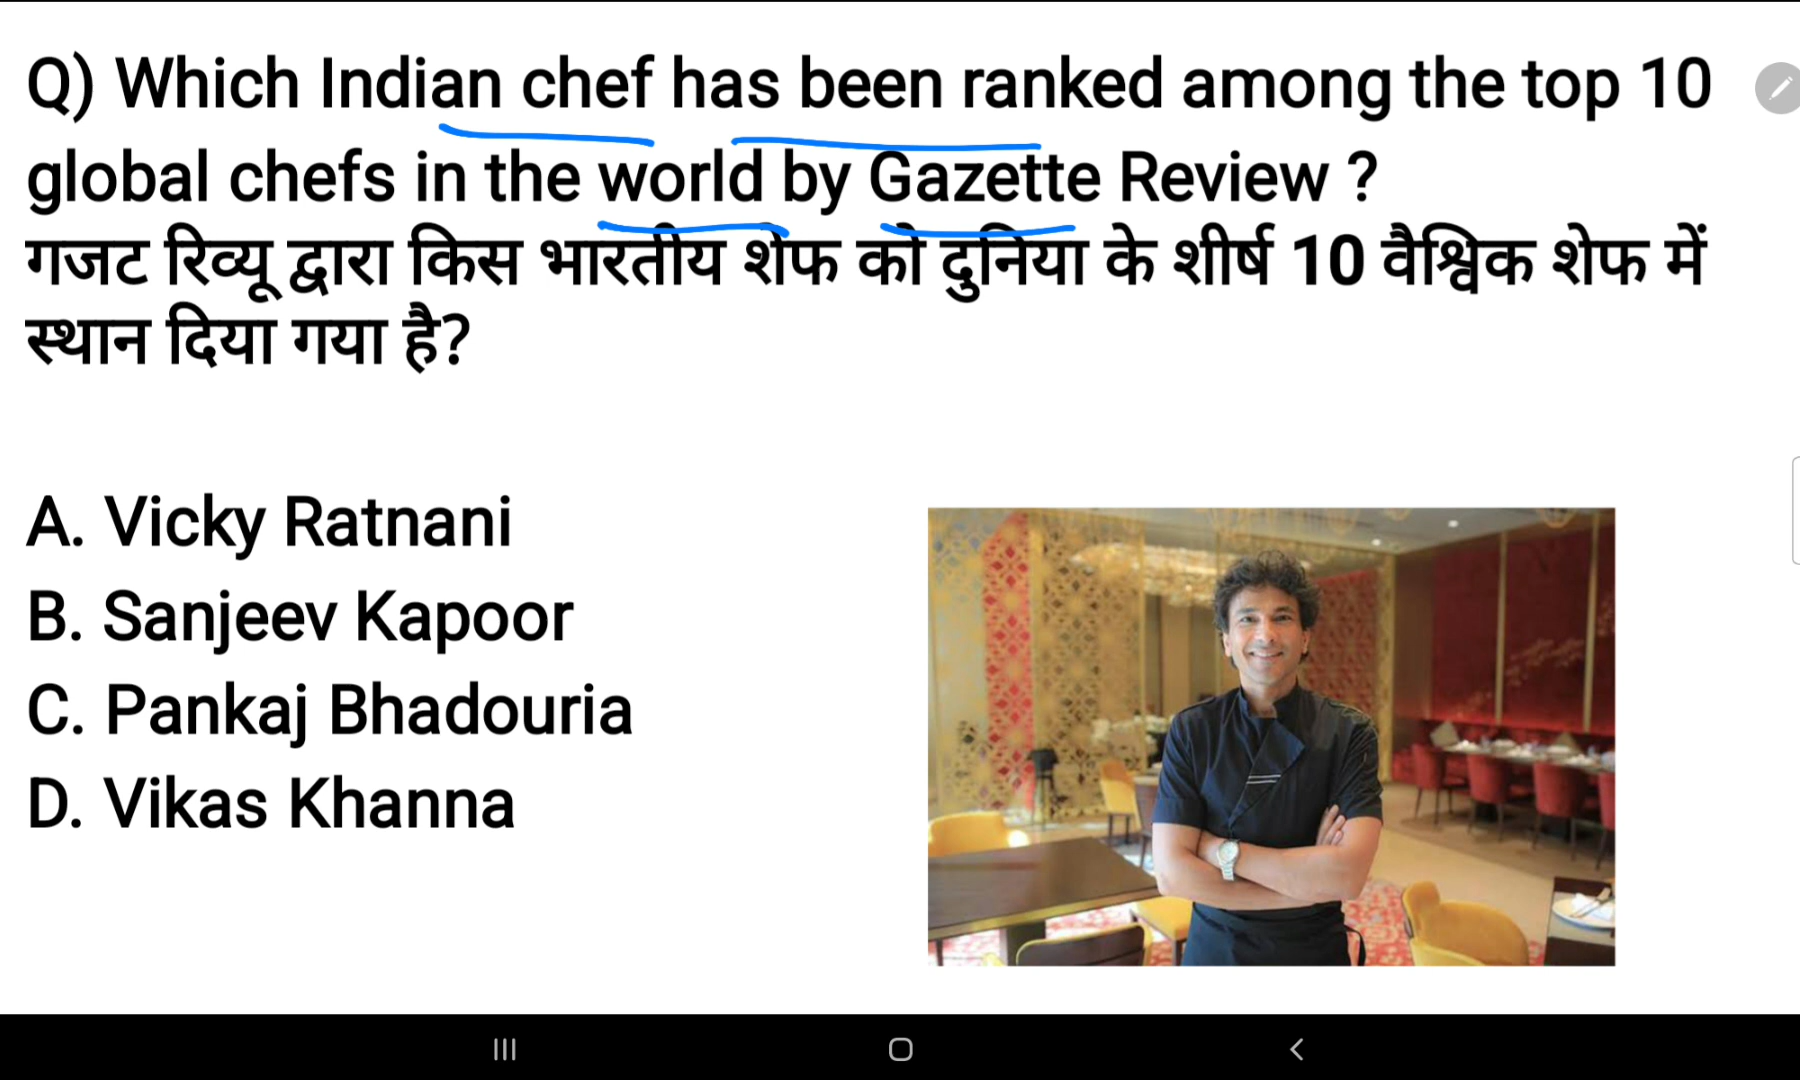 Q) Which Indian chef has been ranked among the top 10
global chefs in the world by Gazette Review ?
गजट रिव्यू द्वारा किस भारतीय शेफ को दुनिया के शीर्ष 10 वैश्विक शेफ में
स्थान दिया गया है?
A. Vicky Ratnani
B. Sanjeev Kapoor
C. Pankaj Bhadouria
D. Vikas Khanna